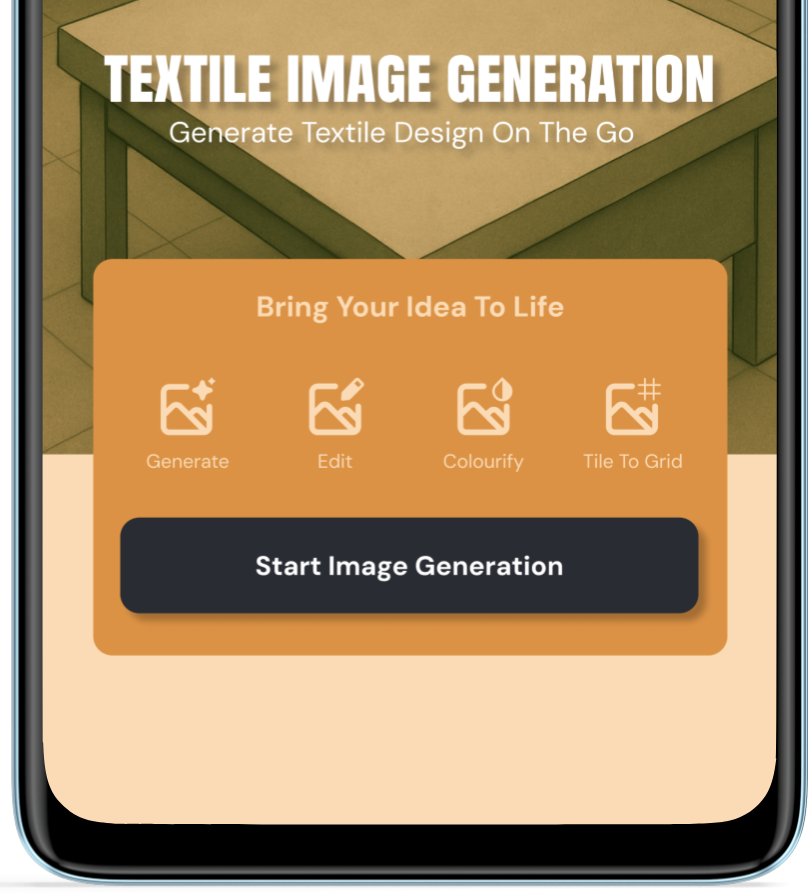 TEXTILE IMAGE GENERATION
Generate Textile Design On The Go
Bring Your Idea To Life
Generate Edit Colourify Tile To Grid
Start Image Generation